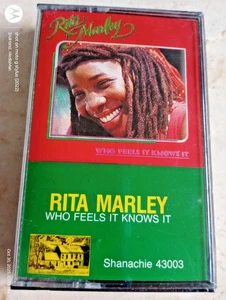 Rita
Marley
WHO FEELS IT KNOWS IT
RITA MARLEY
WHO FEELS IT KNOWS IT
Shanachie 43003